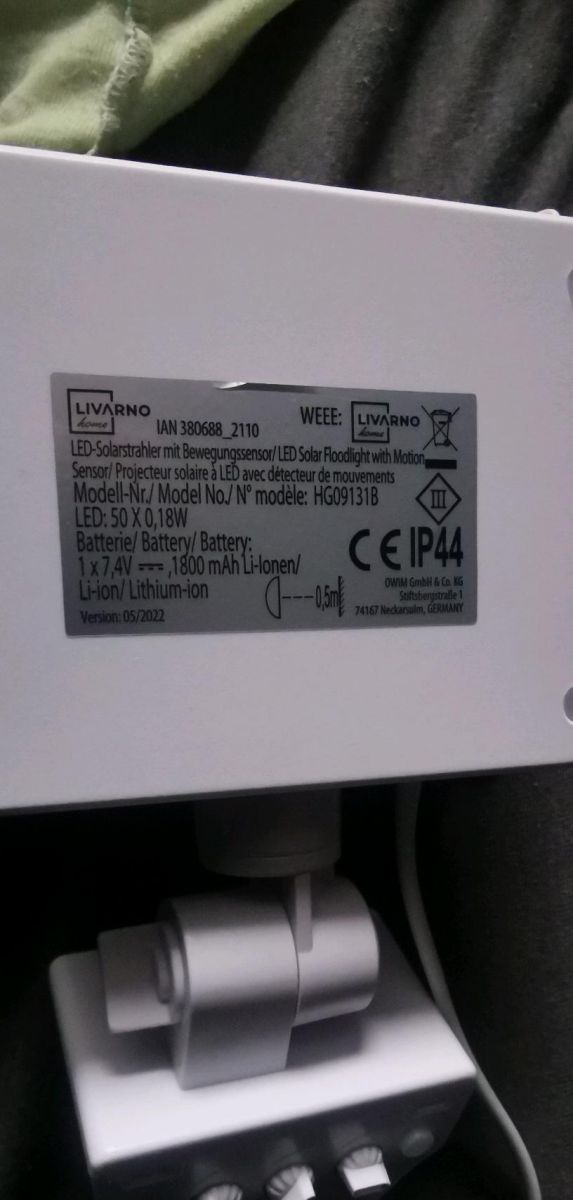 LIVARNO
home
IAN 380688_2110
WEEE:
LIVARNO
home
LED-Solarstrahler mit Bewegungssensor/ LED Solar Floodlight with Motion
Sensor/ Projecteur solaire à LED avec détecteur de mouvements
Modell-Nr./ Model No./ N° modèle: HG09131B
LED: 50 X 0,18W
Batterie/ Battery/ Battery:
1 x 7,4V ⎓ ,1800 mAh Li-Ionen/
Li-ion/ Lithium-ion
Version: 05/2022
III
CE IP44
0,5m
OWIM GmbH & Co. KG
Stiftsbergstraße 1
74167 Neckarsulm, GERMANY